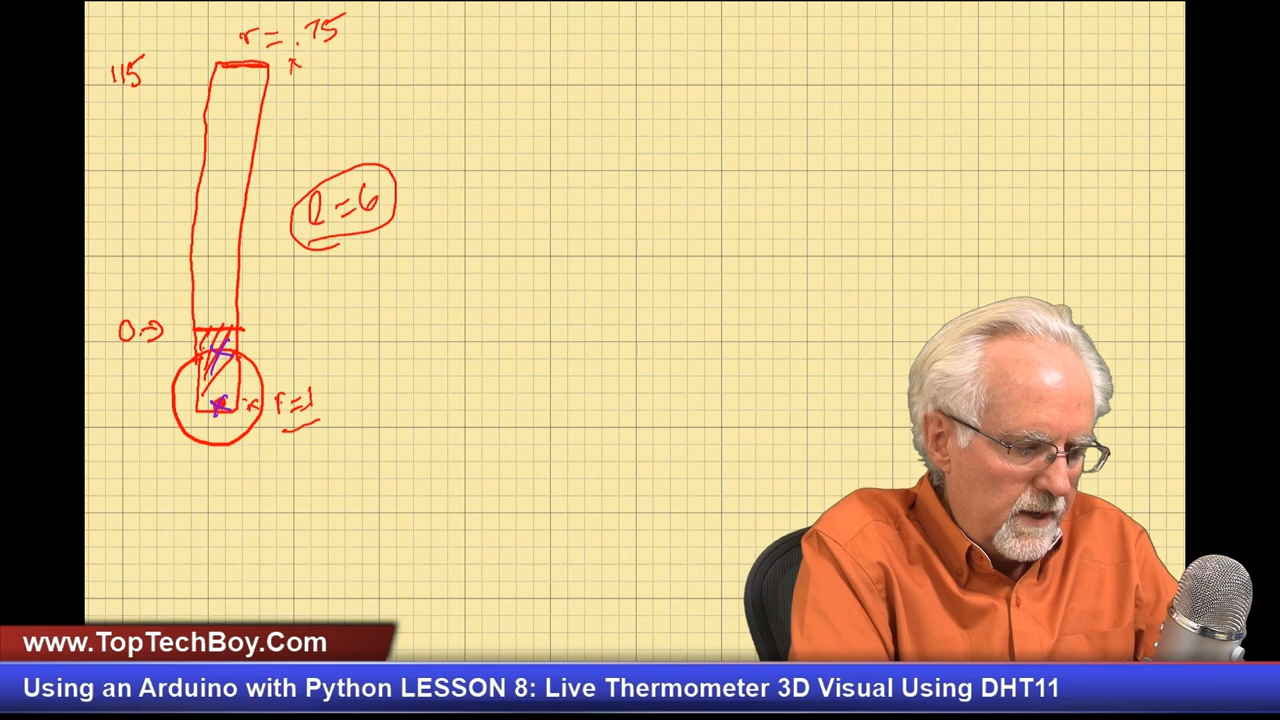 r = .75
115
l = 6
0 →
r = 1
www.TopTechBoy.Com
Using an Arduino with Python LESSON 8: Live Thermometer 3D Visual Using DHT11